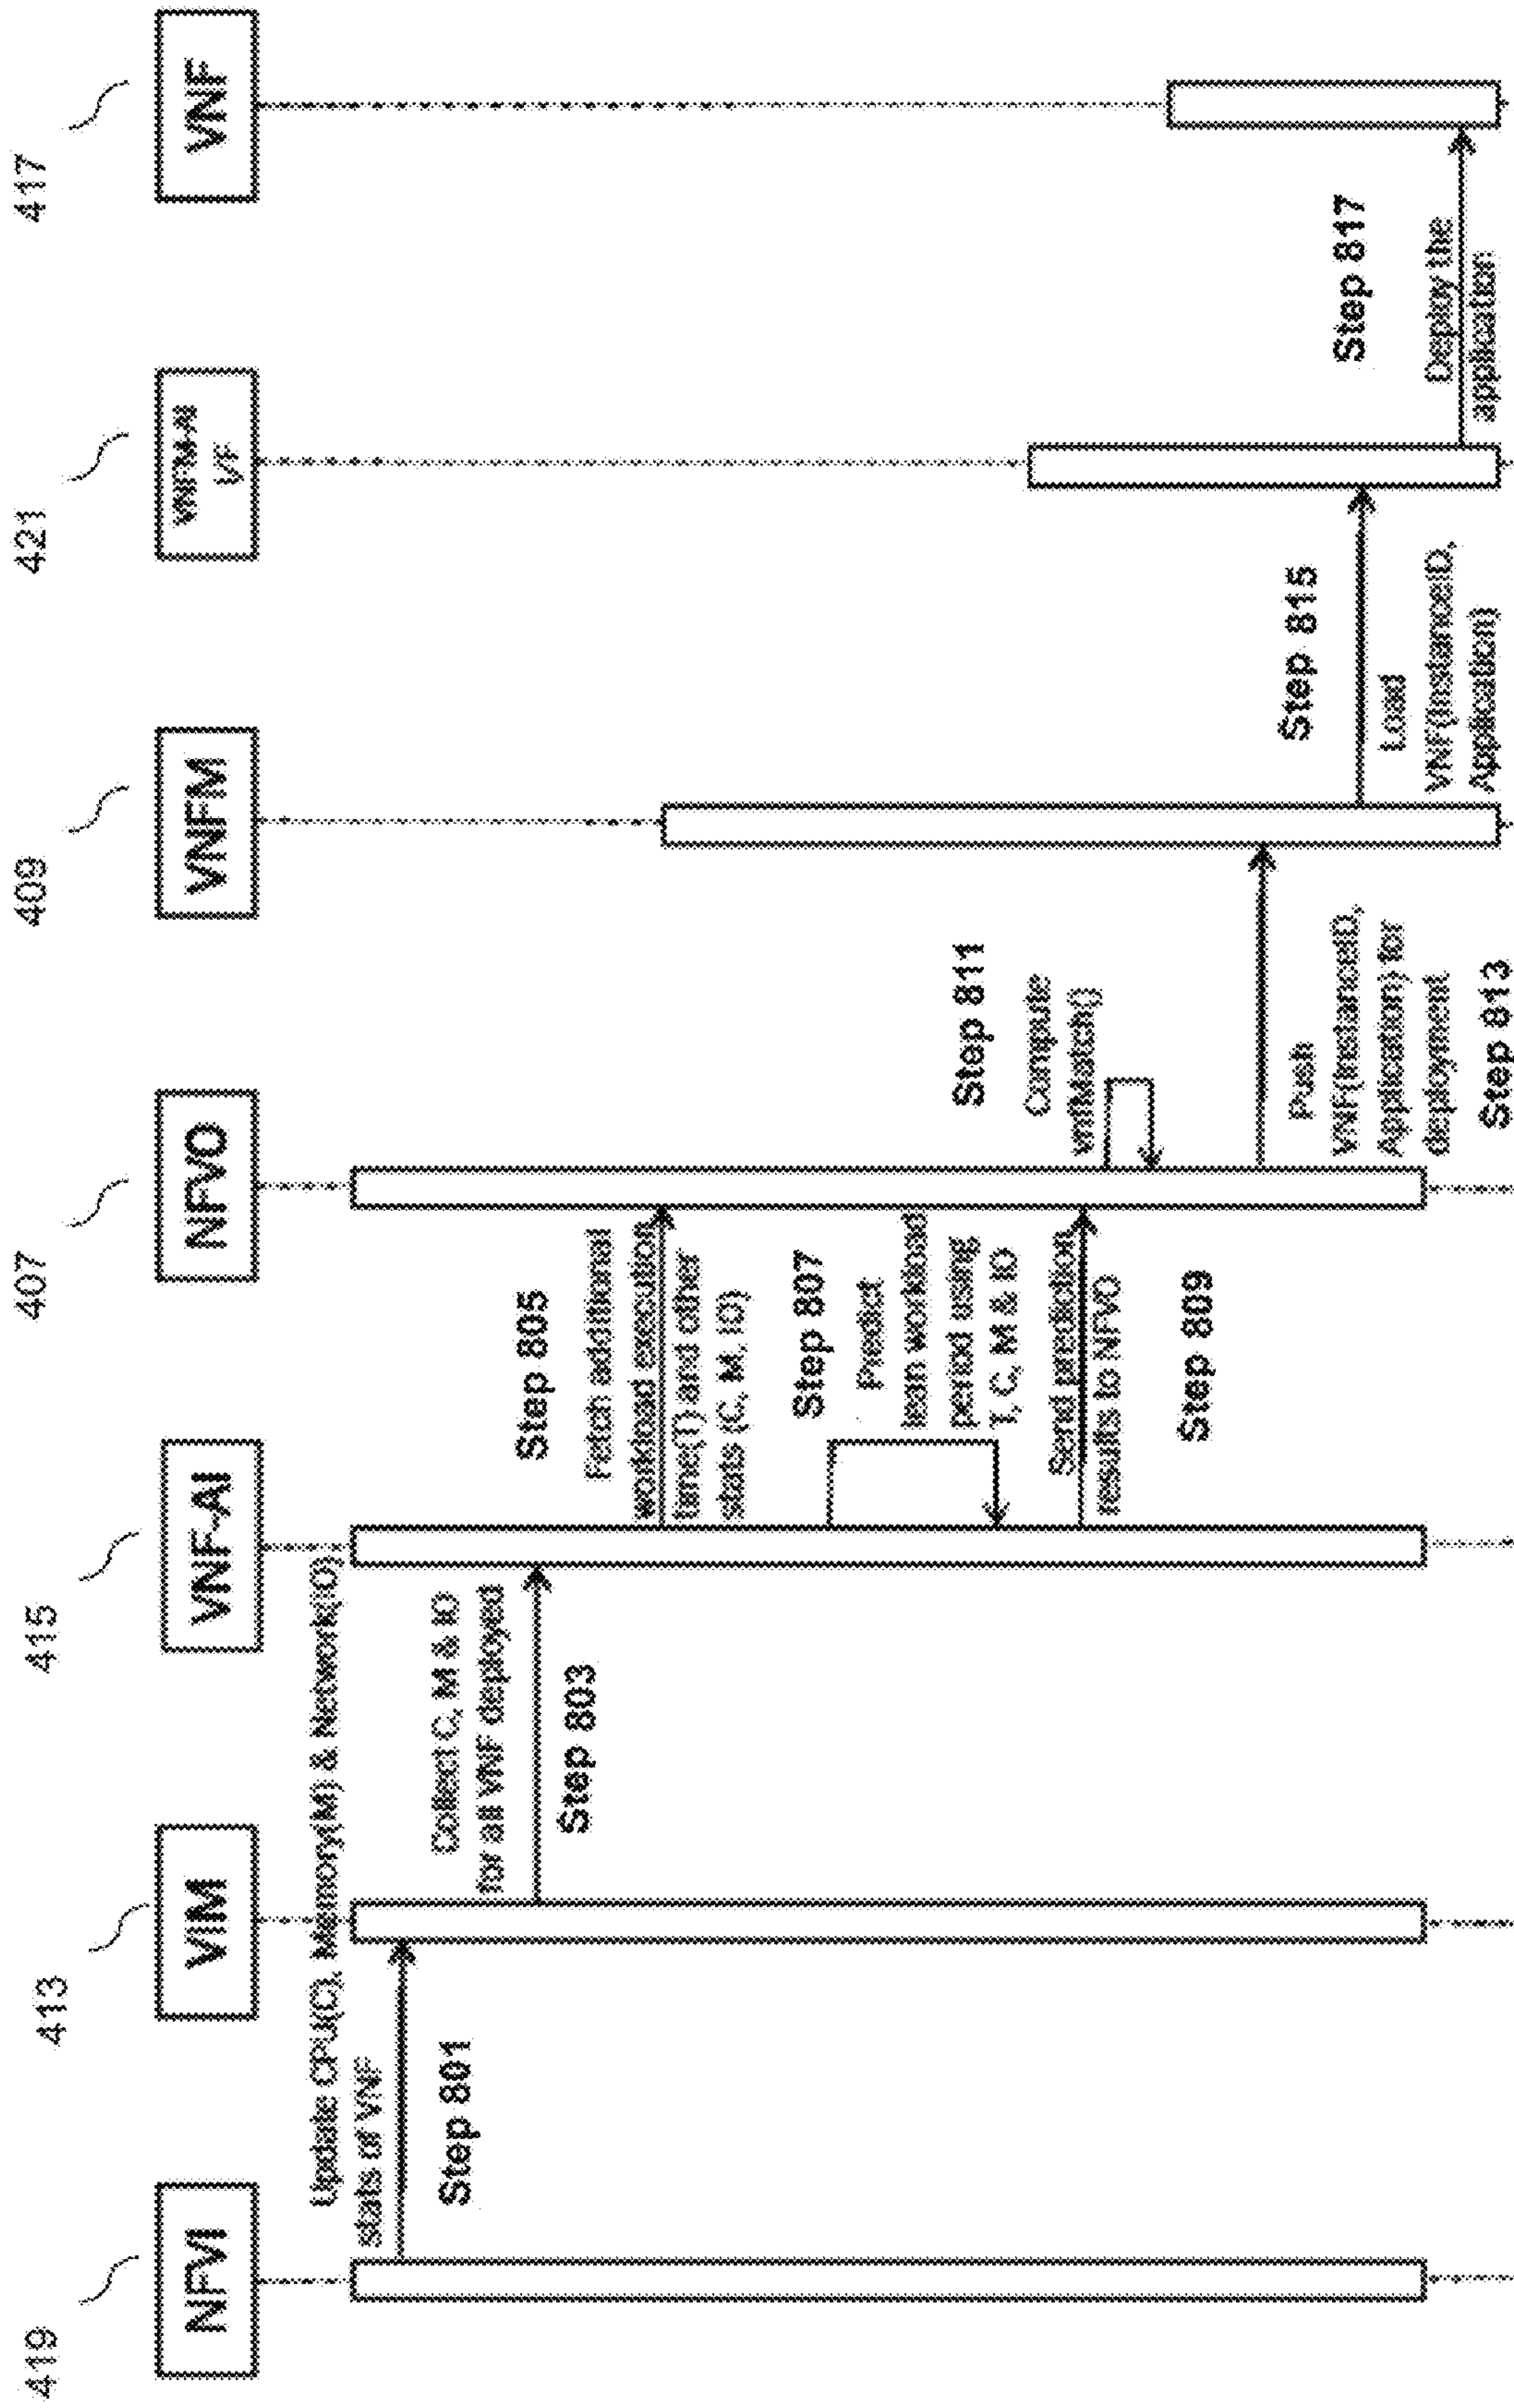 419
413
415
407
409
421
417
NFVI
VIM
VNF-AI
NFVO
VNFM
VNFM-AI
I/F
VNF
Update CPU(C), Memory(M) & Network(IO)
stats of VNF
Step 801
Collect C, M & IO
for all VNF deployed
Step 803
Step 805
Fetch additional
workload execution
time(T) and other
stats (C, M, IO)
Step 807
Predict
lean workload
period using
T, C, M & IO
Send prediction
results to NFVO
Step 809
Step 811
Compute
vnfMatch()
Push
VNF(InstanceID,
Application) for
deployment
Step 813
Step 815
Load
VNF(InstanceID,
Application)
Step 817
Deploy the
application